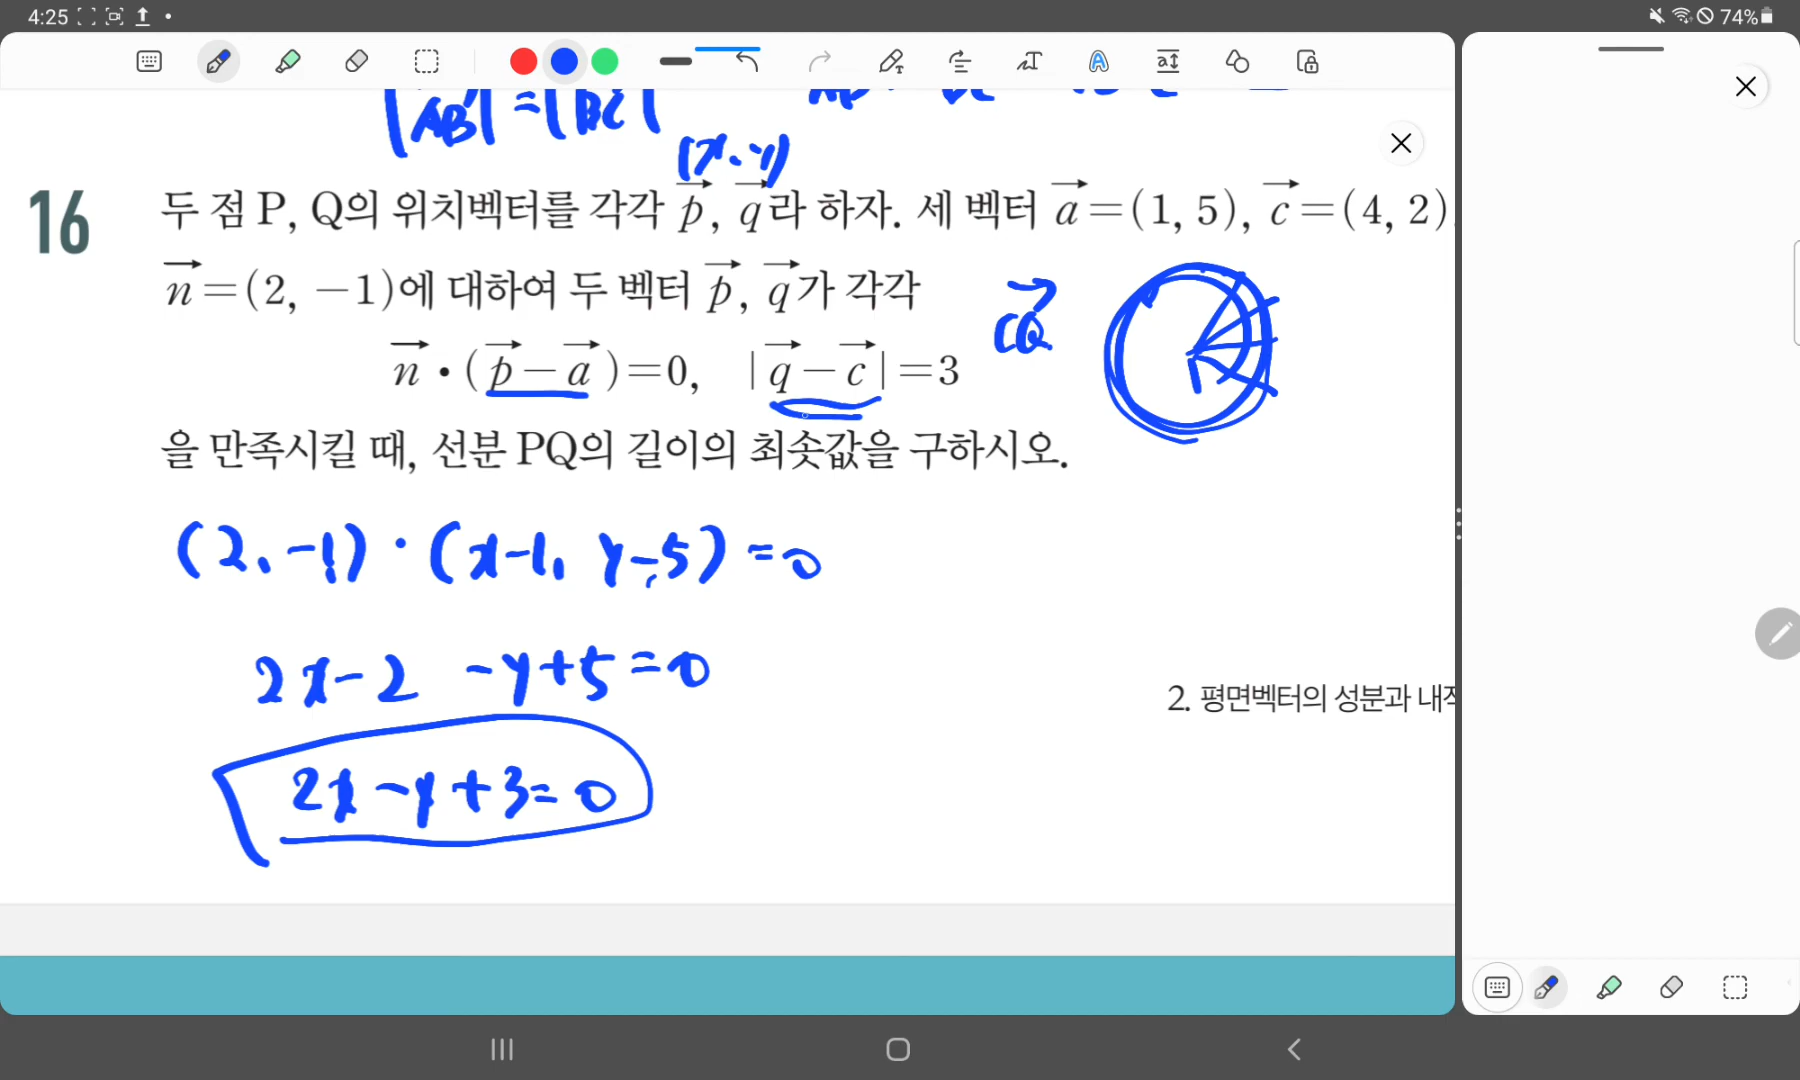 4:25
74%
|AB| = |BC|
(x, y)
16 두 점 P, Q의 위치벡터를 각각 p, q라 하자. 세 벡터 a=(1, 5), c=(4, 2)
n=(2, −1)에 대하여 두 벡터 p, q가 각각
n•(p−a)=0, |q−c|=3
CQ
을 만족시킬 때, 선분 PQ의 길이의 최솟값을 구하시오.
(2, -1) · (x-1, y-5) = 0
2x-2 -y+5=0
2. 평면벡터의 성분과 내
2x-y+3=0